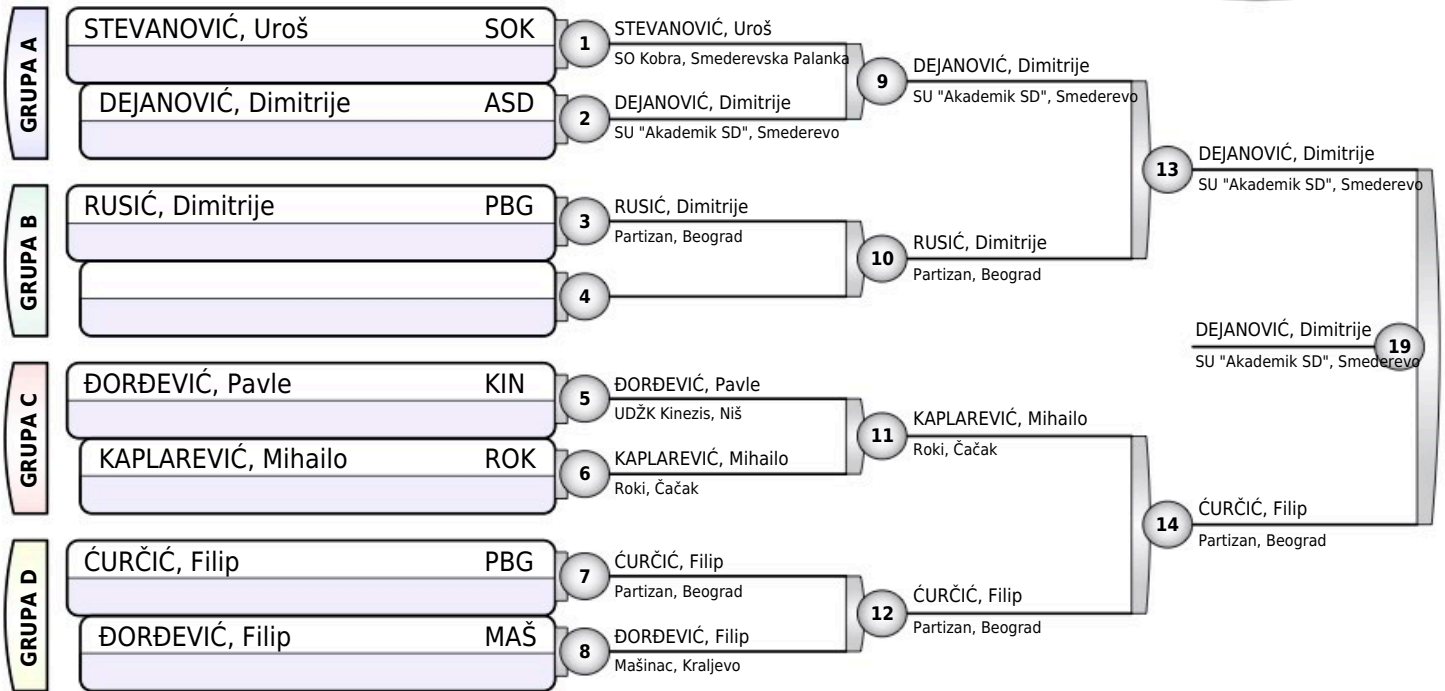 GRUPA A
STEVANOVIĆ, Uroš SOK
DEJANOVIĆ, Dimitrije ASD
1
STEVANOVIĆ, Uroš
SO Kobra, Smederevska Palanka
2
DEJANOVIĆ, Dimitrije
SU "Akademik SD", Smederevo
9
DEJANOVIĆ, Dimitrije
SU "Akademik SD", Smederevo
GRUPA B
RUSIĆ, Dimitrije PBG
3
RUSIĆ, Dimitrije
Partizan, Beograd
4
10
RUSIĆ, Dimitrije
Partizan, Beograd
13
DEJANOVIĆ, Dimitrije
SU "Akademik SD", Smederevo
GRUPA C
ĐORĐEVIĆ, Pavle KIN
KAPLAREVIĆ, Mihailo ROK
5
ĐORĐEVIĆ, Pavle
UDŽK Kinezis, Niš
6
KAPLAREVIĆ, Mihailo
Roki, Čačak
11
KAPLAREVIĆ, Mihailo
Roki, Čačak
GRUPA D
ĆURČIĆ, Filip PBG
ĐORĐEVIĆ, Filip MAŠ
7
ĆURČIĆ, Filip
Partizan, Beograd
8
ĐORĐEVIĆ, Filip
Mašinac, Kraljevo
12
ĆURČIĆ, Filip
Partizan, Beograd
14
ĆURČIĆ, Filip
Partizan, Beograd
DEJANOVIĆ, Dimitrije
SU "Akademik SD", Smederevo
19